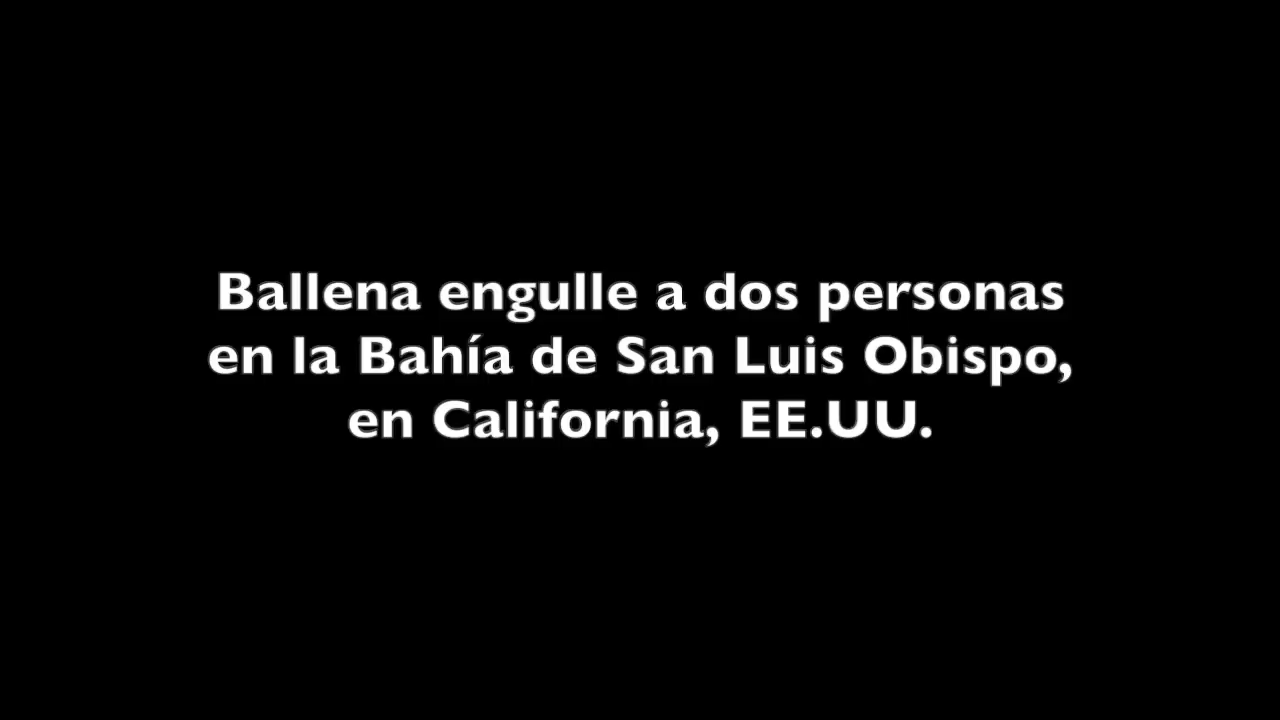 Ballena engulle a dos personas
en la Bahía de San Luis Obispo,
en California, EE.UU.